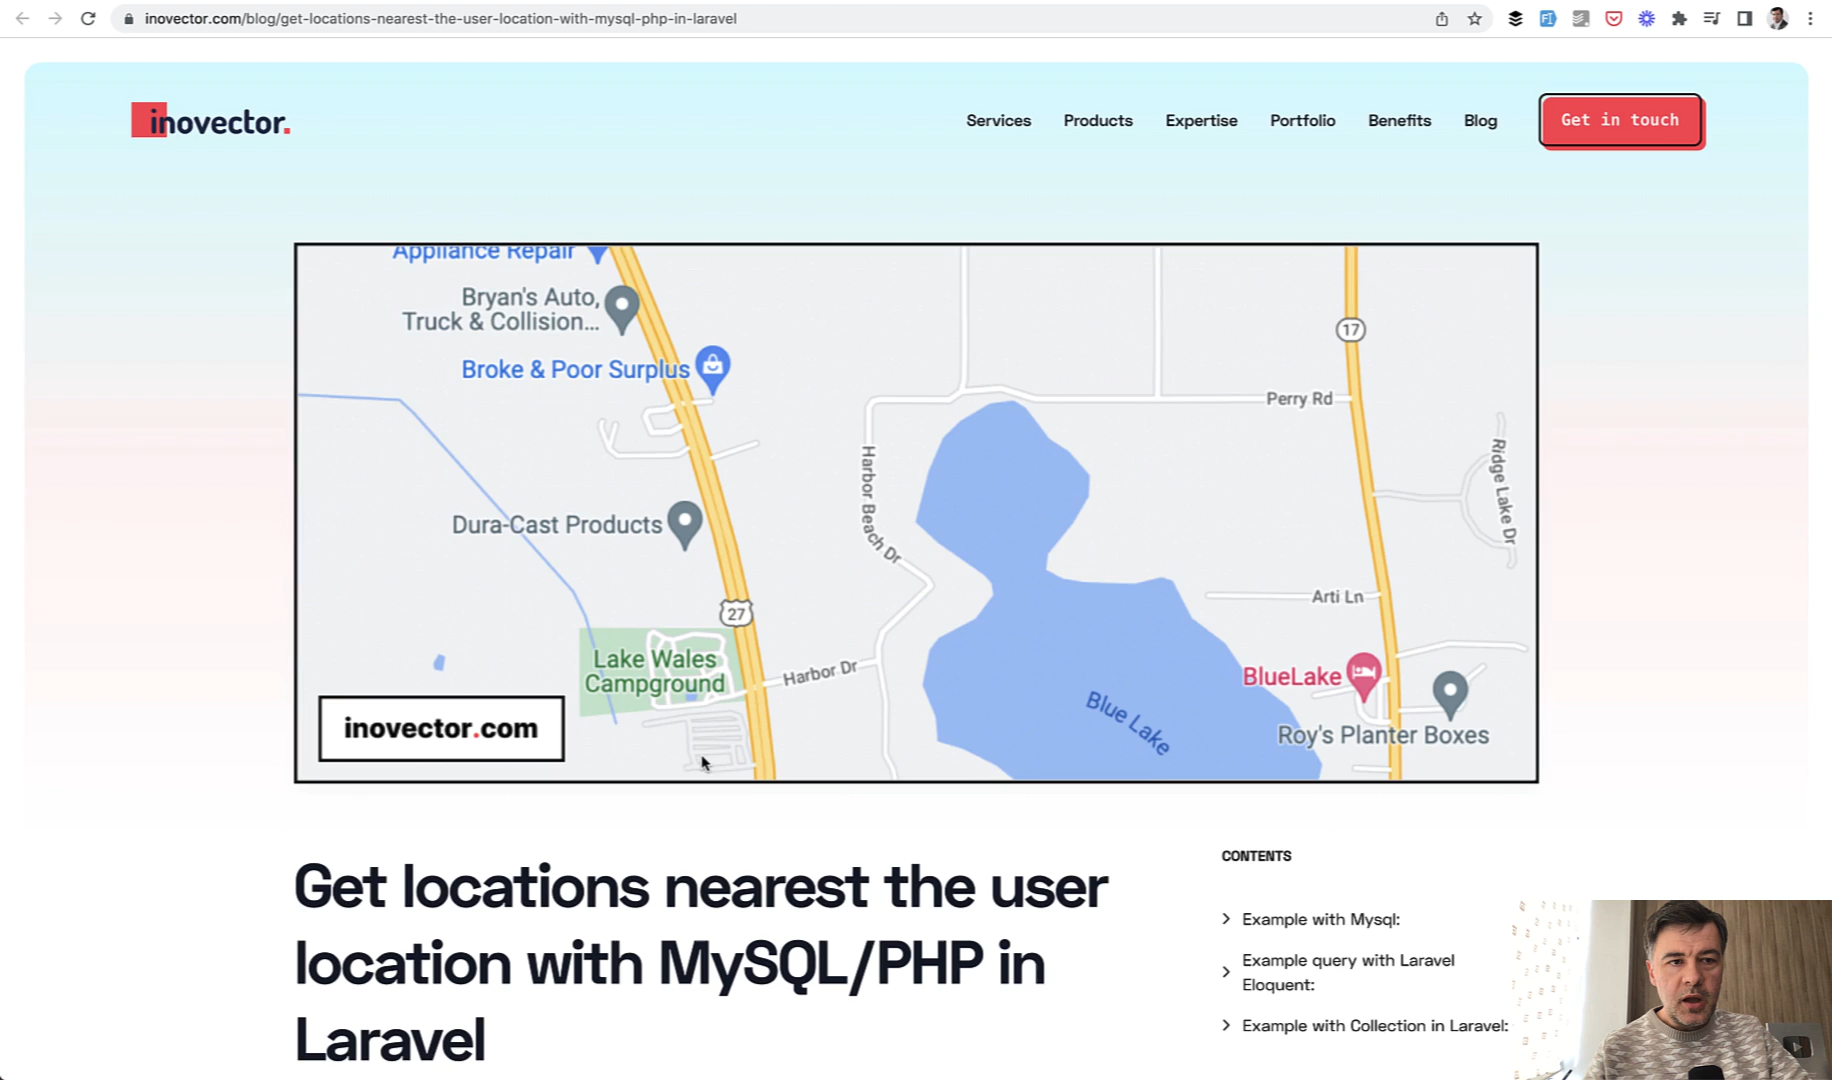 inovector.com/blog/get-locations-nearest-the-user-location-with-mysql-php-in-laravel
inovector.
Services
Products
Expertise
Portfolio
Benefits
Blog
Get in touch
Appliance Repair
Bryan's Auto,
Truck & Collision...
Broke & Poor Surplus
17
Perry Rd
Harbor Beach Dr
Ridge Lake Dr
Dura-Cast Products
27
Arti Ln
Lake Wales
Campground
Harbor Dr
BlueLake
Blue Lake
Roy's Planter Boxes
inovector.com
Get locations nearest the user
location with MySQL/PHP in
Laravel
CONTENTS
Example with Mysql:
Example query with Laravel
Eloquent:
Example with Collection in Laravel: